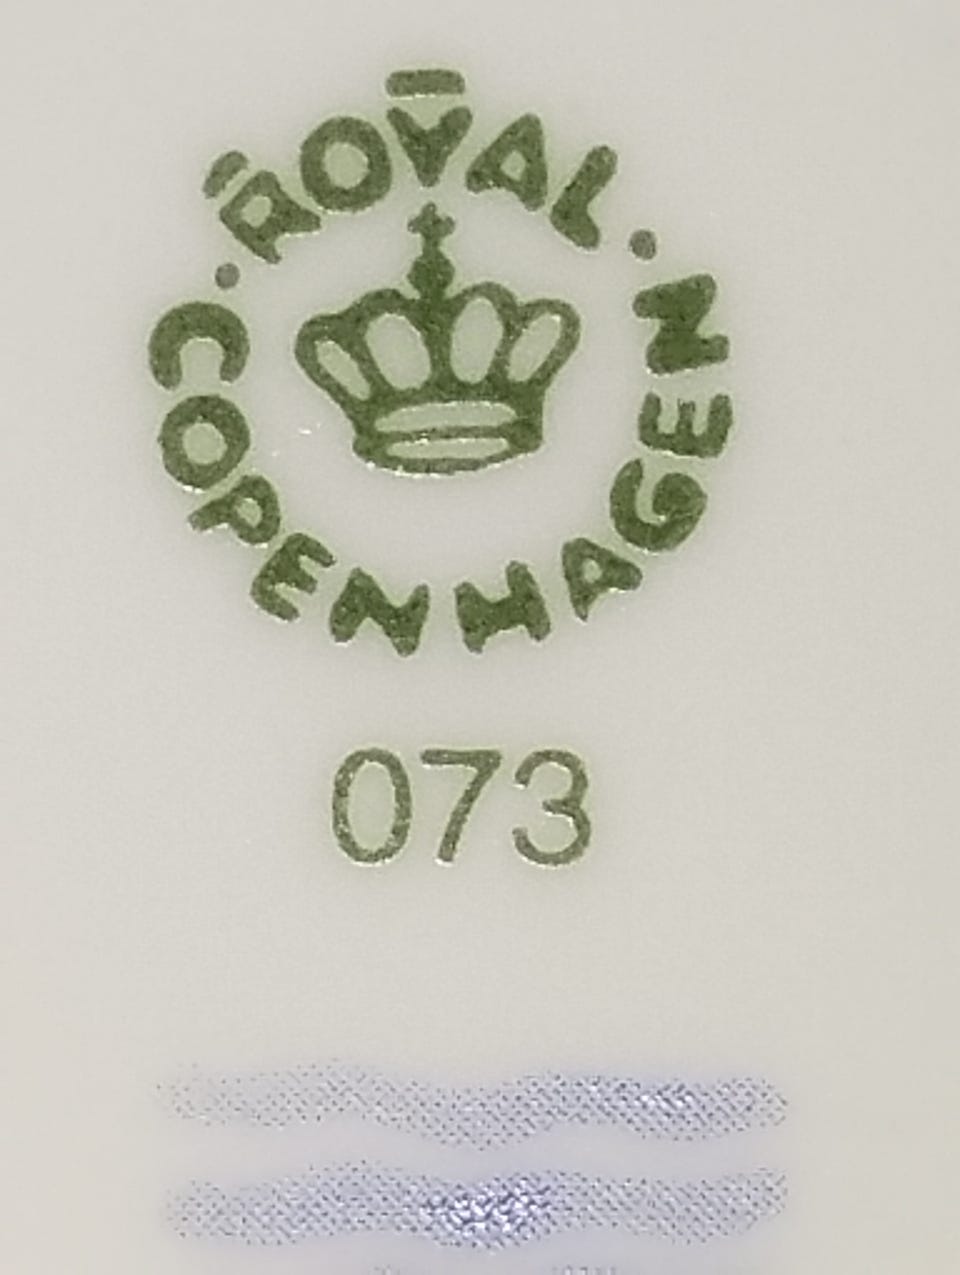 ROYAL · COPENHAGEN ·
073